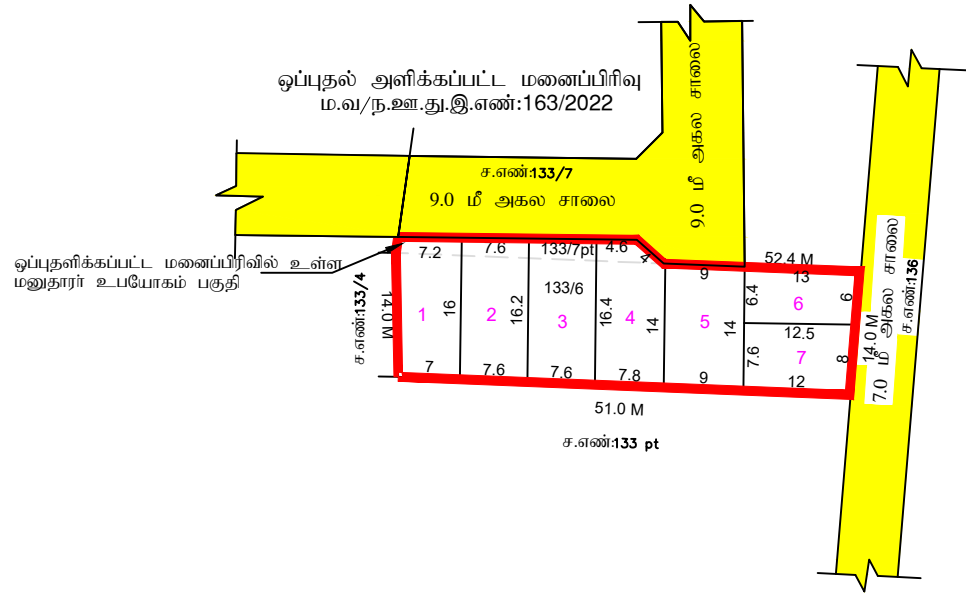 ஒப்புதல் அளிக்கப்பட்ட மனைப்பிரிவு
ம.வ/ந.ஊ.து.இ.எண்:163/2022
9.0 மீ அகல சாலை
ச.எண்:133/7
9.0 மீ அகல சாலை
ஒப்புதளிக்கப்பட்ட மனைப்பிரிவில் உள்ள
மனுதாரர் உபயோகம் பகுதி
7.2
7.6
133/7pt
4.6
4
9
52.4 M
13
ச.எண்:133/4
14.0 M
1
16
2
16.2
133/6
3
16.4
4
14
5
14
6.4
6
6
12.5
7.6
7
8
14.0 M
7.0 மீ அகல சாலை
ச.எண்:136
7
7.6
7.6
7.8
9
12
51.0 M
ச.எண்:133 pt